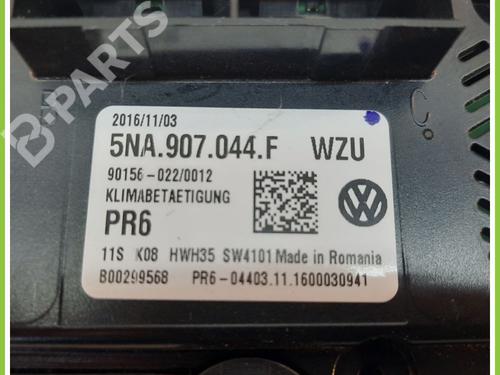 B-PARTS
2016/11/03
5NA.907.044.F WZU
90156-022/0012
KLIMABETAETIGUNG
PR6
11S K08 HWH35 SW4101 Made in Romania
B00299568 PR6-04403.11.1600030941